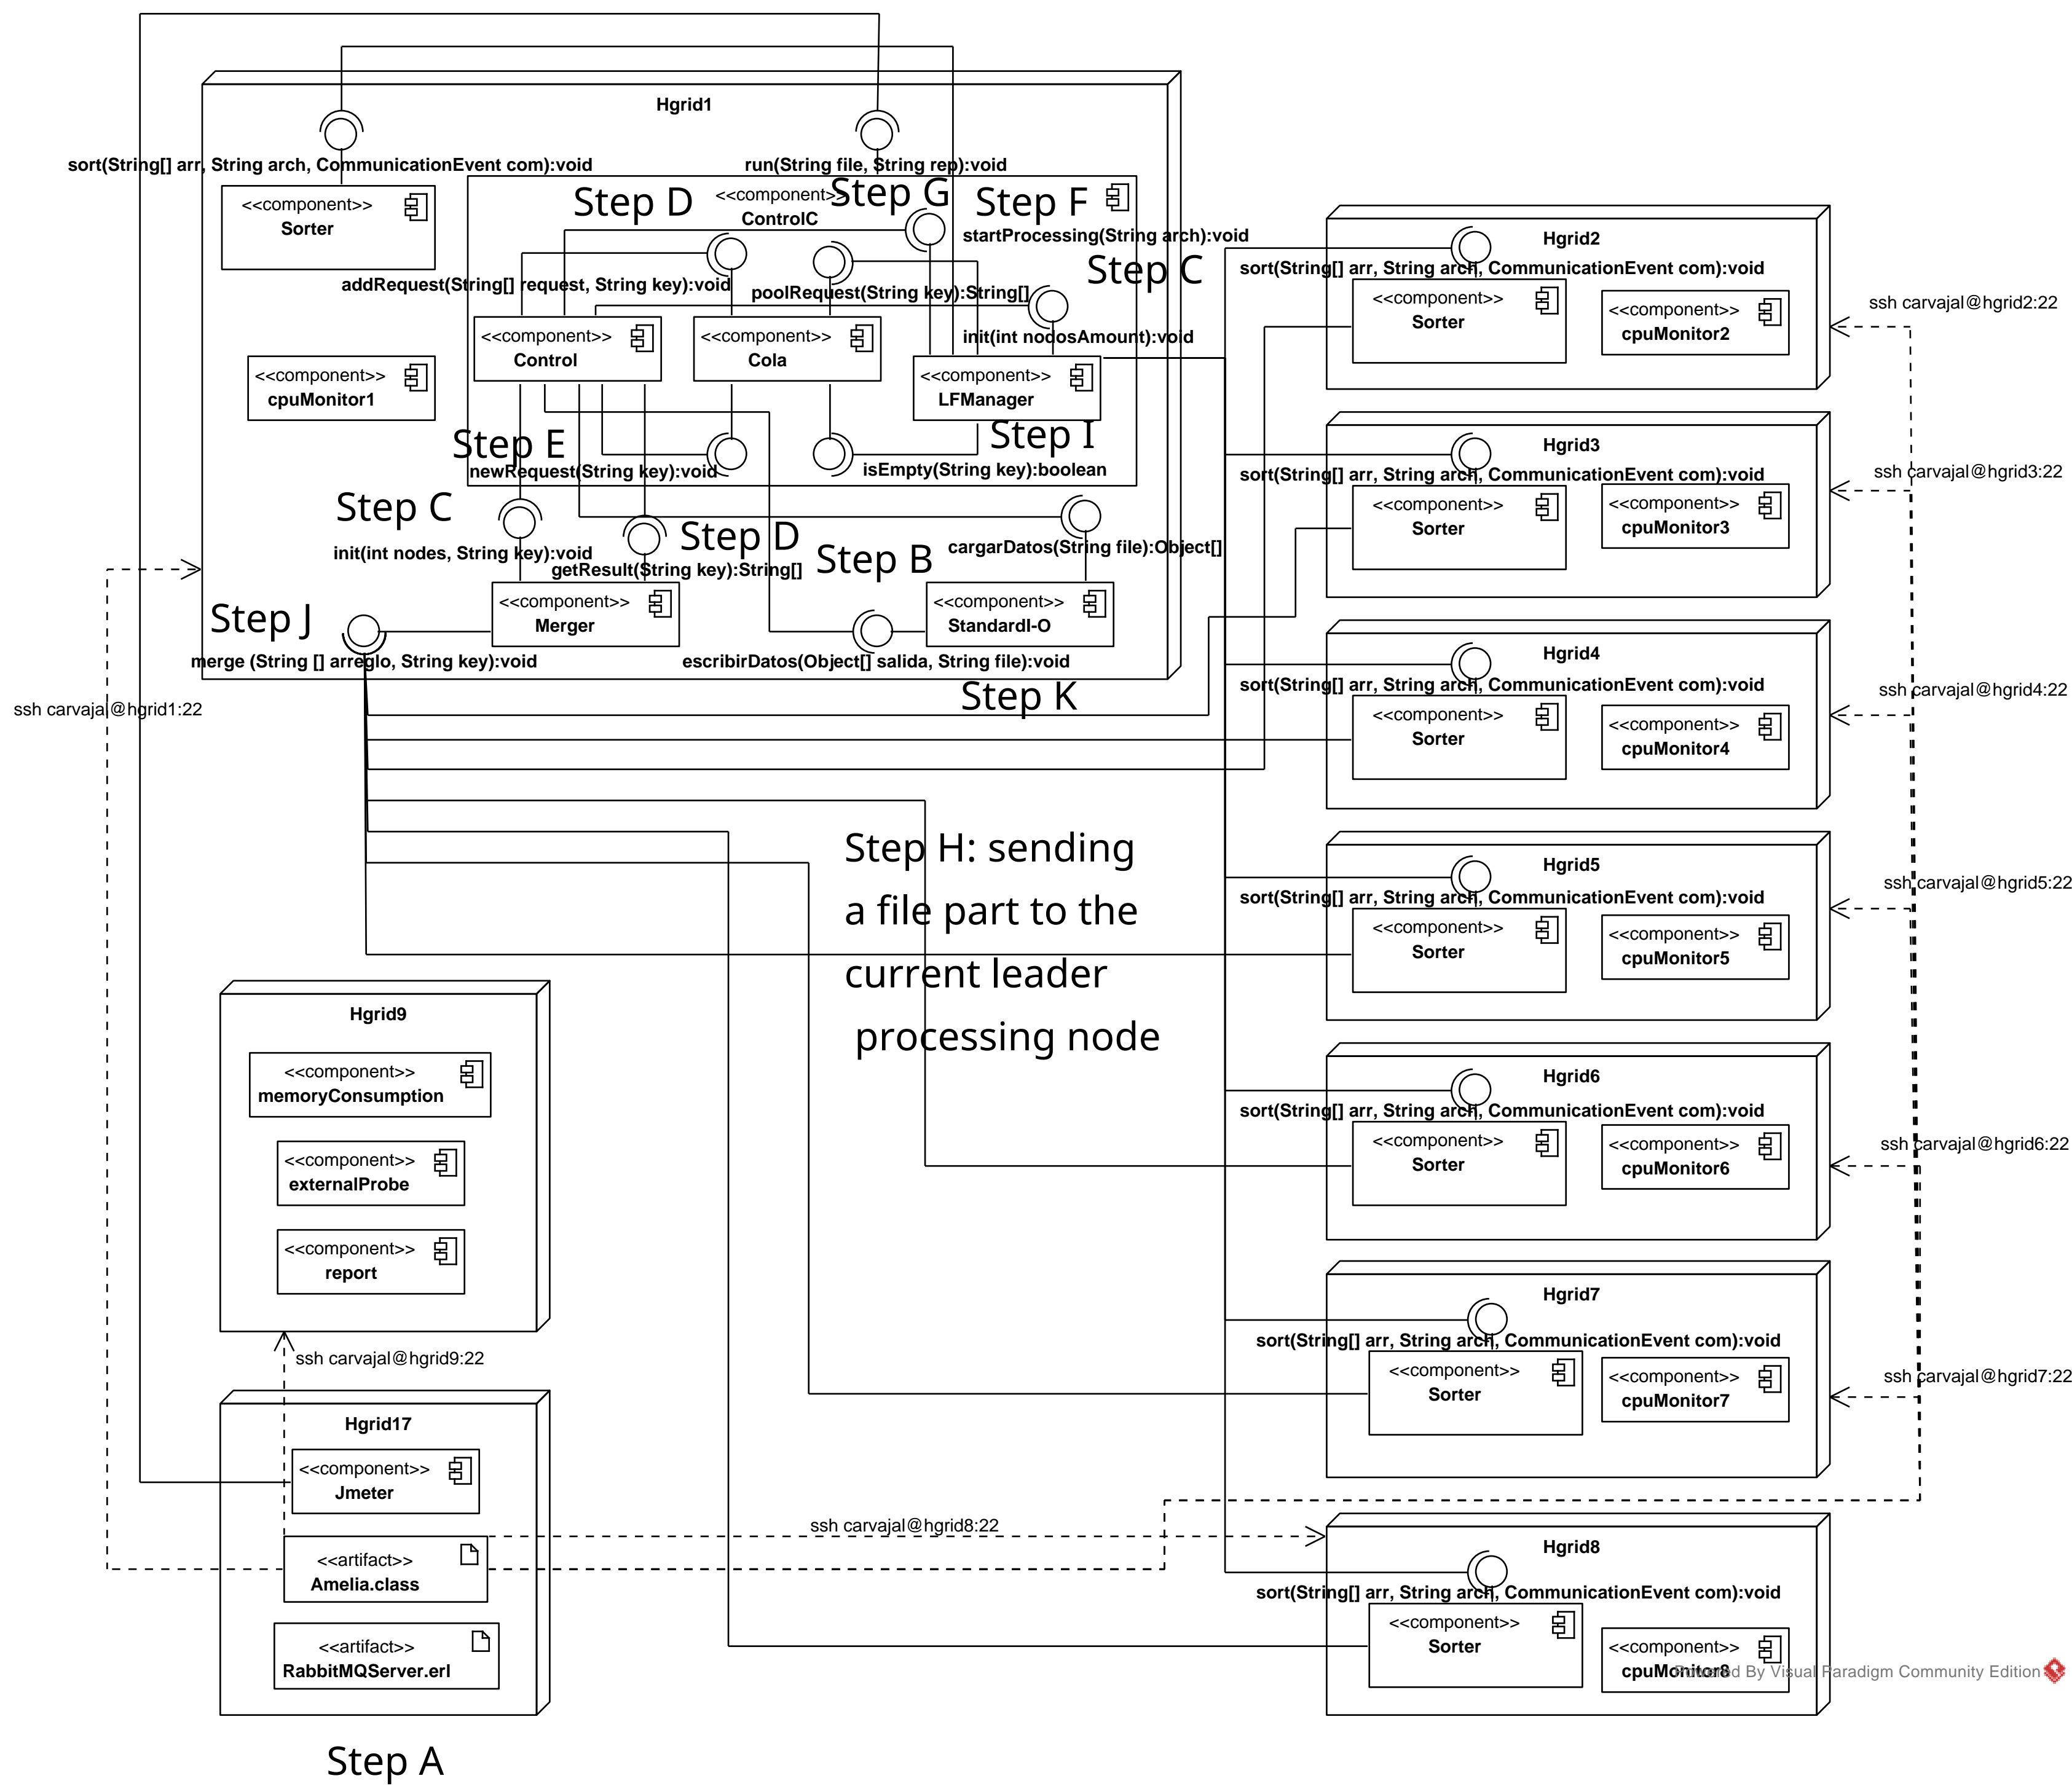 Hgrid1
sort(String[] arr, String arch, CommunicationEvent com):void
run(String file, String rep):void
<<component>>
Sorter
Step D
<<component>>
ControlC
Step G
Step F
startProcessing(String arch):void
Step C
addRequest(String[] request, String key):void
poolRequest(String key):String[]
init(int nodosAmount):void
<<component>>
Control
<<component>>
Cola
<<component>>
LFManager
<<component>>
cpuMonitor1
Step E
newRequest(String key):void
Step I
isEmpty(String key):boolean
Step C
init(int nodes, String key):void
Step D
getResult(String key):String[]
Step B
cargarDatos(String file):Object[]
<<component>>
Merger
<<component>>
StandardI-O
Step J
merge (String [] arreglo, String key):void
escribirDatos(Object[] salida, String file):void
Step K
ssh carvajal@hgrid1:22
Step H: sending
a file part to the
current leader
processing node
Hgrid9
<<component>>
memoryConsumption
<<component>>
externalProbe
<<component>>
report
ssh carvajal@hgrid9:22
Hgrid17
<<component>>
Jmeter
<<artifact>>
Amelia.class
<<artifact>>
RabbitMQServer.erl
Step A
ssh carvajal@hgrid8:22
Hgrid2
sort(String[] arr, String arch, CommunicationEvent com):void
<<component>>
Sorter
<<component>>
cpuMonitor2
ssh carvajal@hgrid2:22
Hgrid3
sort(String[] arr, String arch, CommunicationEvent com):void
<<component>>
Sorter
<<component>>
cpuMonitor3
ssh carvajal@hgrid3:22
Hgrid4
sort(String[] arr, String arch, CommunicationEvent com):void
<<component>>
Sorter
<<component>>
cpuMonitor4
ssh carvajal@hgrid4:22
Hgrid5
sort(String[] arr, String arch, CommunicationEvent com):void
<<component>>
Sorter
<<component>>
cpuMonitor5
ssh carvajal@hgrid5:22
Hgrid6
sort(String[] arr, String arch, CommunicationEvent com):void
<<component>>
Sorter
<<component>>
cpuMonitor6
ssh carvajal@hgrid6:22
Hgrid7
sort(String[] arr, String arch, CommunicationEvent com):void
<<component>>
Sorter
<<component>>
cpuMonitor7
ssh carvajal@hgrid7:22
Hgrid8
sort(String[] arr, String arch, CommunicationEvent com):void
<<component>>
Sorter
<<component>>
cpuMonitor8
Powered By Visual Paradigm Community Edition